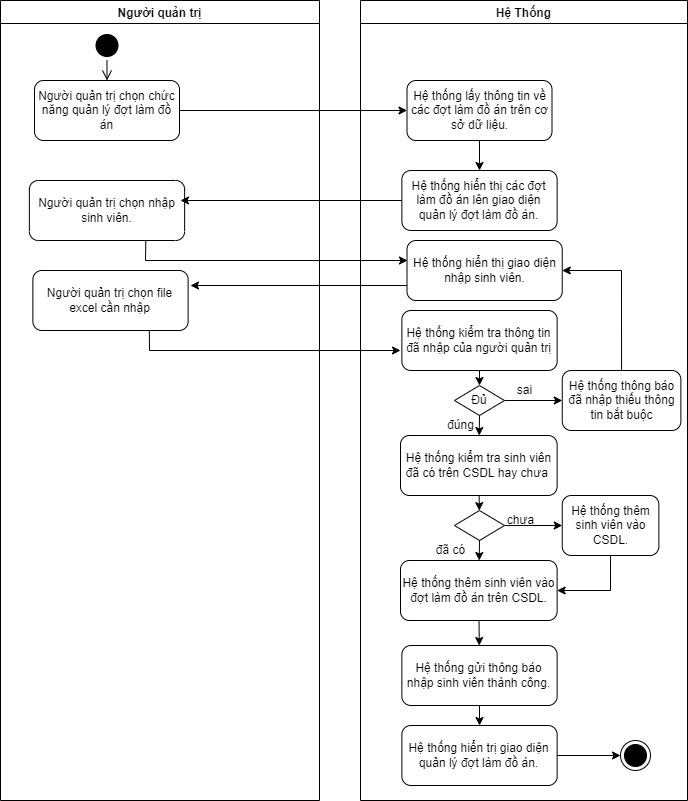 Người quản trị
Hệ Thống
Người quản trị chọn chức
năng quản lý đợt làm đồ
án
Hệ thống lấy thông tin về
các đợt làm đồ án trên cơ
sở dữ liệu.
Hệ thống hiển thị các đợt
làm đồ án lên giao diện
quản lý đợt làm đồ án.
Người quản trị chọn nhập
sinh viên.
Hệ thống hiển thị giao diện
nhập sinh viên.
Người quản trị chọn file
excel cần nhập
Hệ thống kiểm tra thông tin
đã nhập của người quản trị
Đủ
sai
Hệ thống thông báo
đã nhập thiếu thông
tin bắt buộc
đúng
Hệ thống kiểm tra sinh viên
đã có trên CSDL hay chưa
chưa
Hệ thống thêm
sinh viên vào
CSDL.
đã có
Hệ thống thêm sinh viên vào
đợt làm đồ án trên CSDL.
Hệ thống gửi thông báo
nhập sinh viên thành công.
Hệ thống hiển trị giao diện
quản lý đợt làm đồ án.